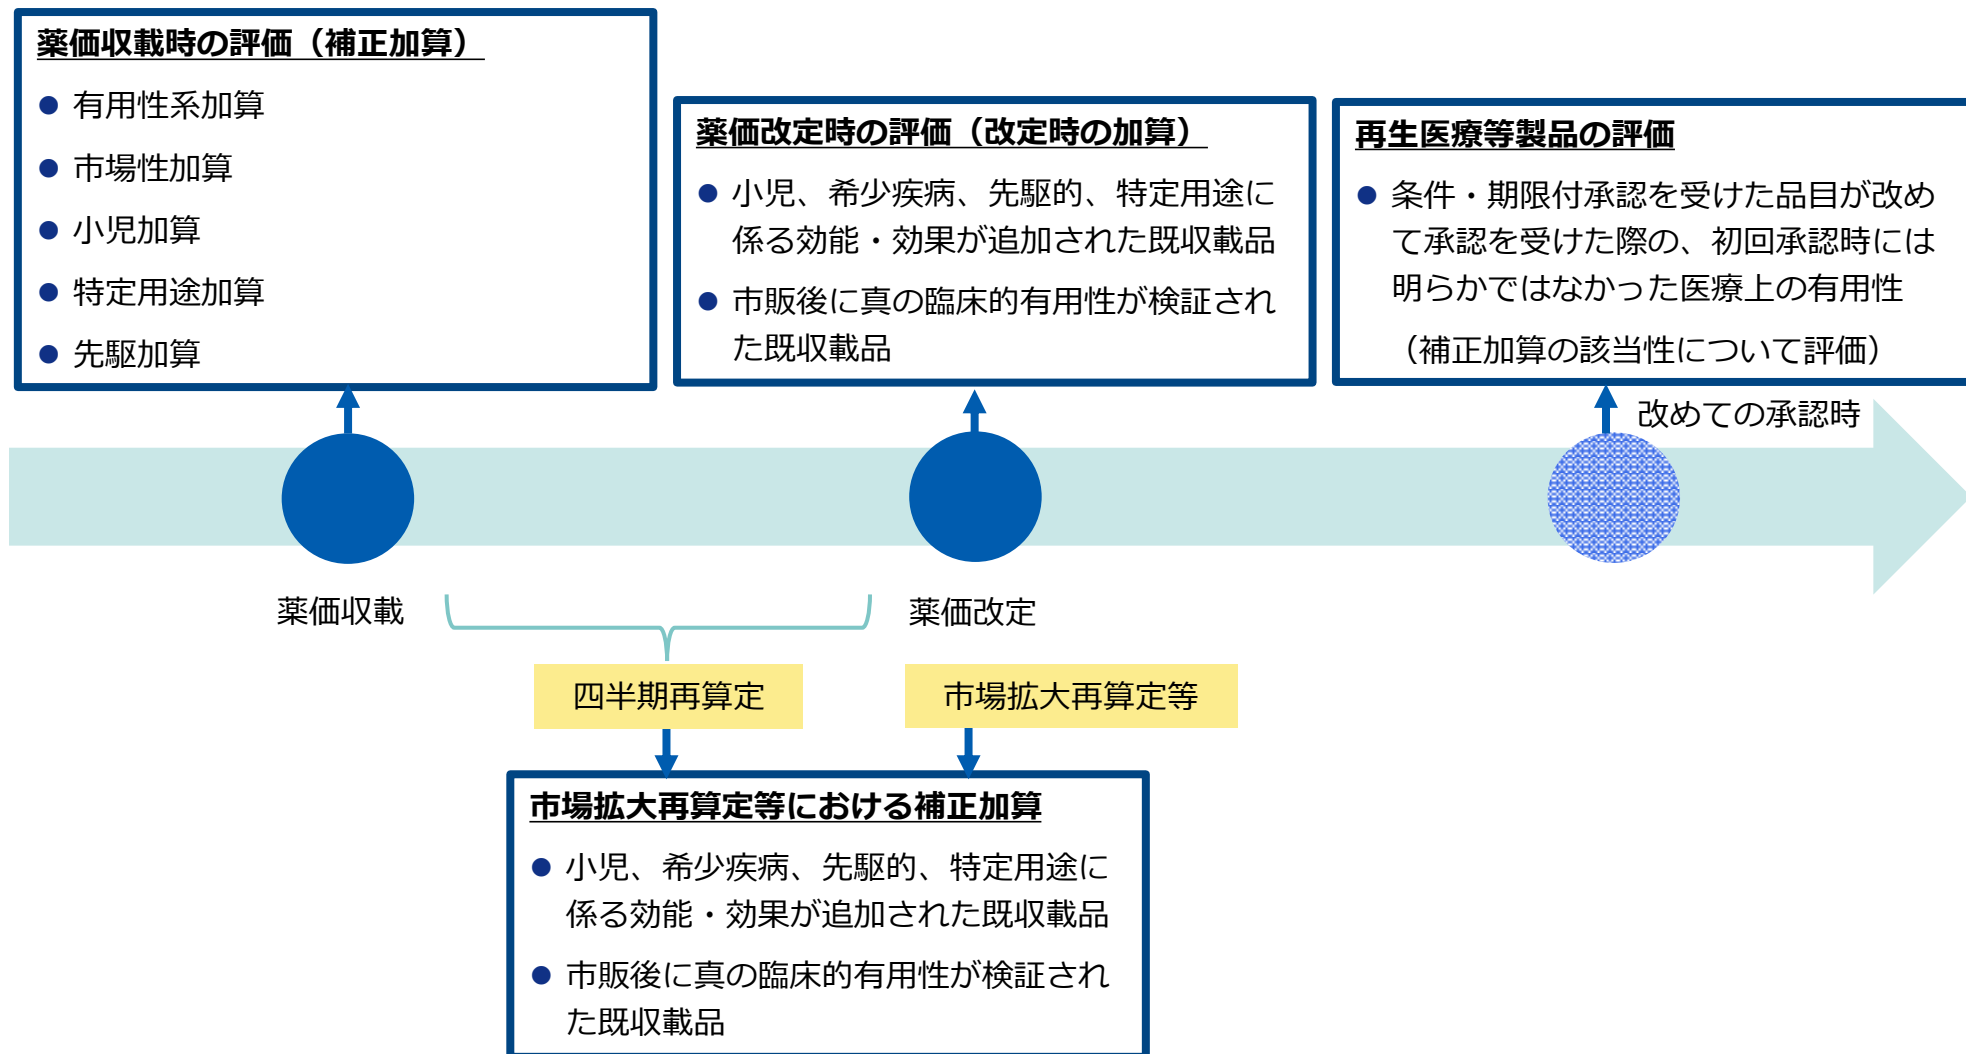 薬価収載時の評価（補正加算）
● 有用性系加算
● 市場性加算
● 小児加算
● 特定用途加算
● 先駆加算
薬価改定時の評価（改定時の加算）
● 小児、希少疾病、先駆的、特定用途に
係る効能・効果が追加された既収載品
● 市販後に真の臨床的有用性が検証され
た既収載品
再生医療等製品の評価
● 条件・期限付承認を受けた品目が改め
て承認を受けた際の、初回承認時には
明らかではなかった医療上の有用性
（補正加算の該当性について評価）
改めての承認時
薬価収載
薬価改定
四半期再算定
市場拡大再算定等
市場拡大再算定等における補正加算
● 小児、希少疾病、先駆的、特定用途に
係る効能・効果が追加された既収載品
● 市販後に真の臨床的有用性が検証され
た既収載品